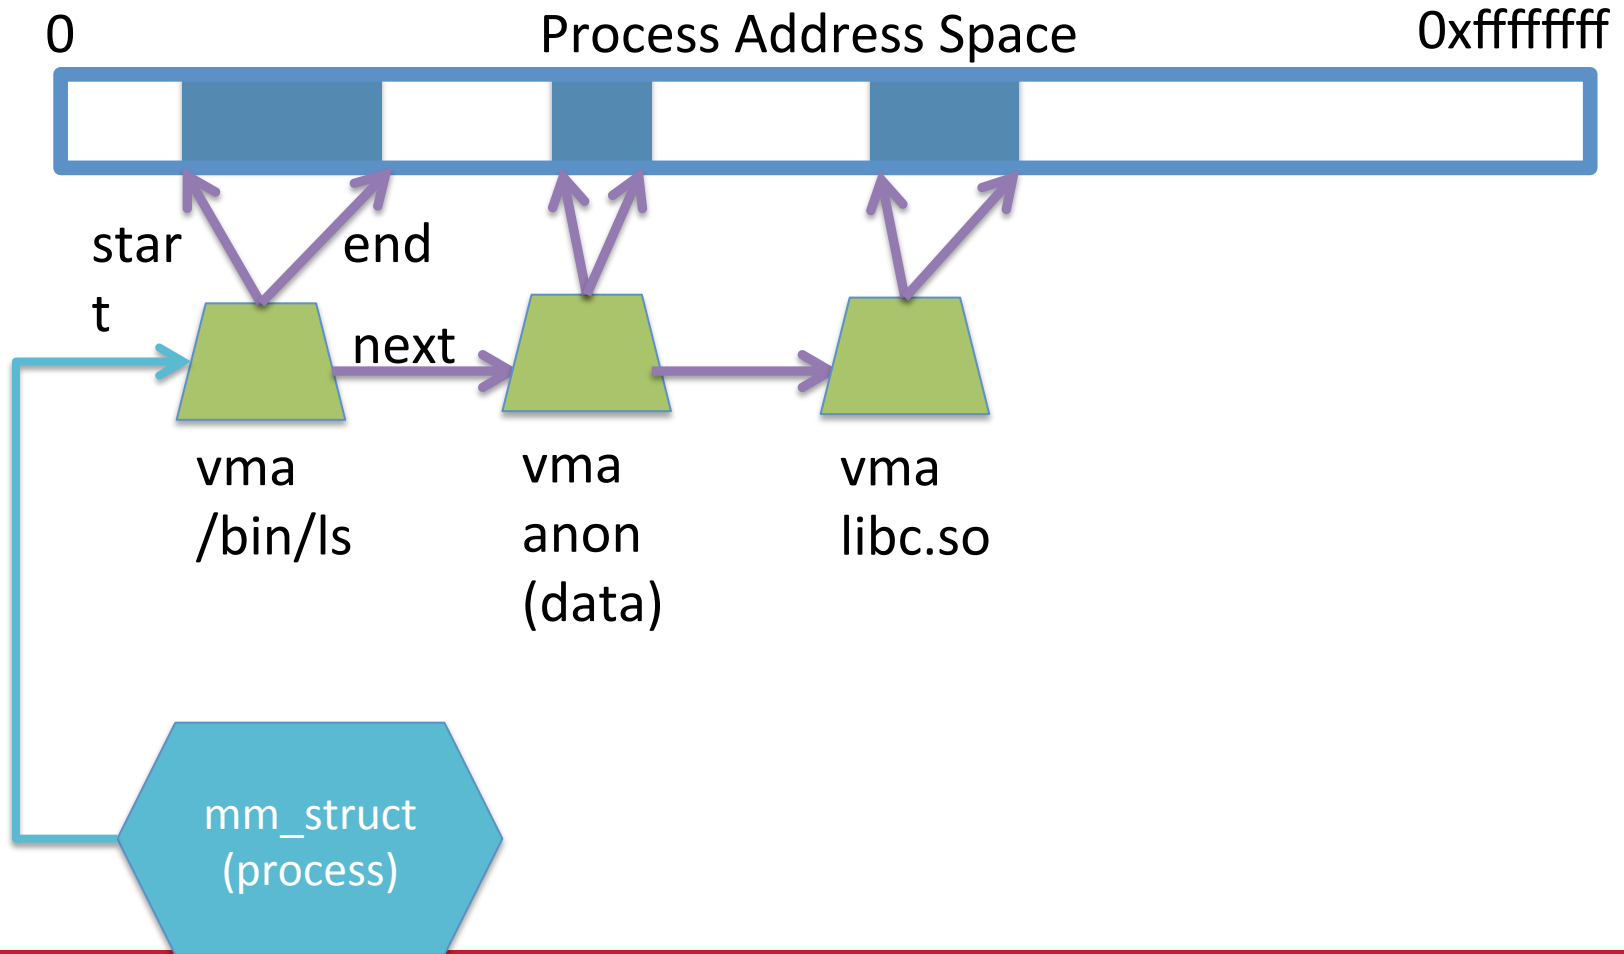 0
Process Address Space
0xffffffff
star
t
end
next
vma
/bin/ls
vma
anon
(data)
vma
libc.so
mm_struct
(process)